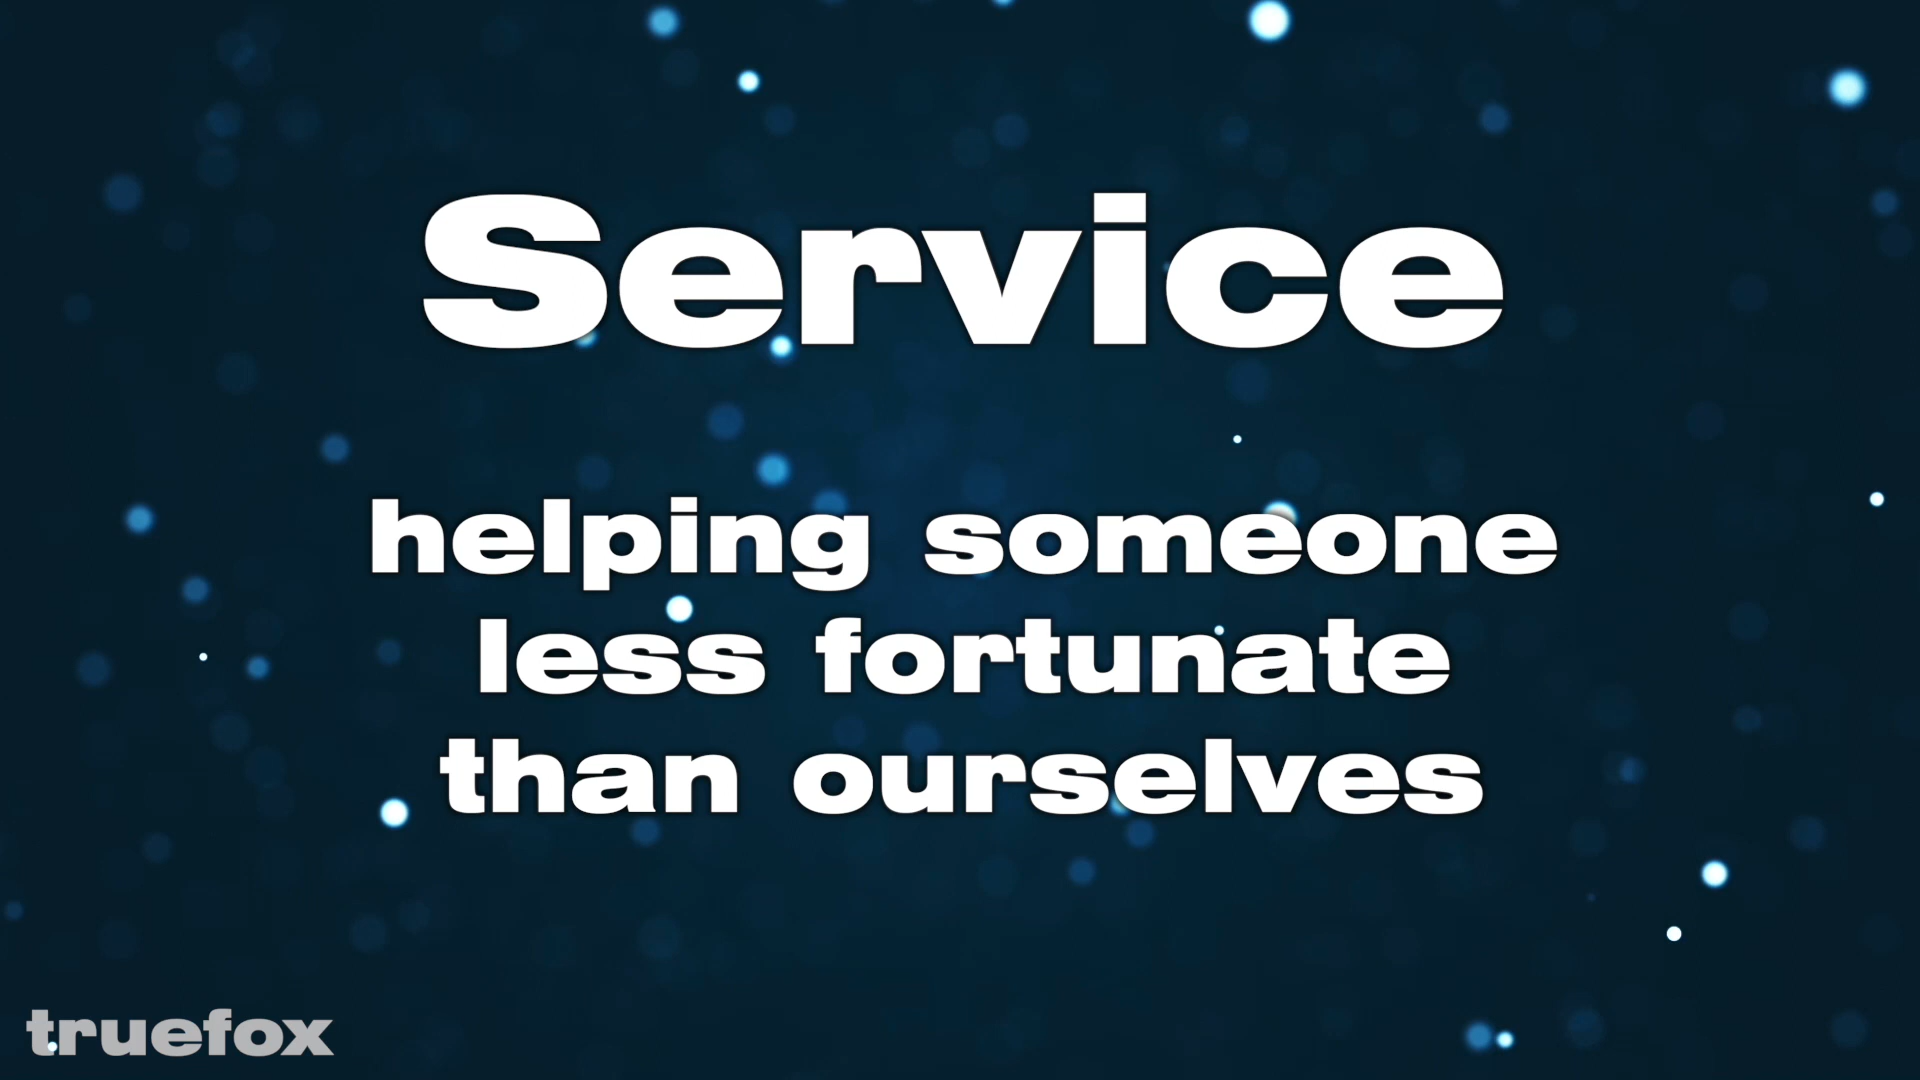 Service
helping someone
less fortunate
than ourselves
truefox